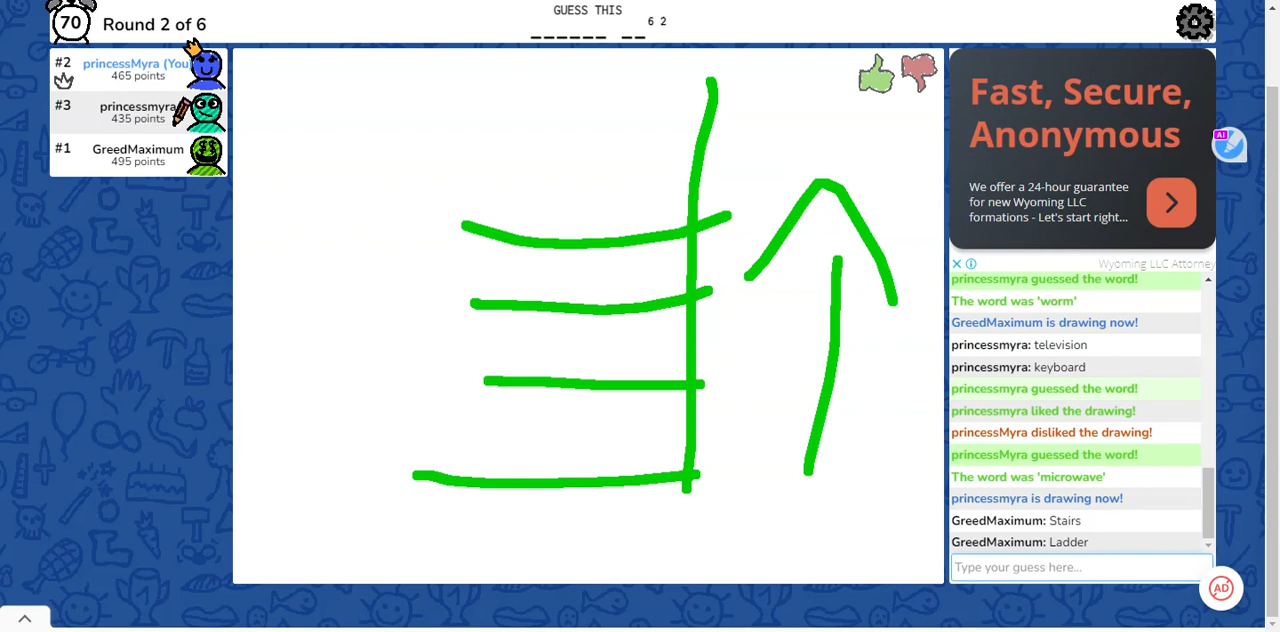 70 Round 2 of 6
GUESS THIS
______ __ 6 2
#2 princessMyra (You)
465 points
#3 princessmyra
435 points
#1 GreedMaximum
495 points
Fast, Secure,
Anonymous
We offer a 24-hour guarantee
for new Wyoming LLC
formations - Let's start right...
Wyoming LLC Attorney
princessmyra guessed the word!
The word was 'worm'
GreedMaximum is drawing now!
princessmyra: television
princessmyra: keyboard
princessmyra guessed the word!
princessmyra liked the drawing!
princessMyra disliked the drawing!
princessMyra guessed the word!
The word was 'microwave'
princessmyra is drawing now!
GreedMaximum: Stairs
GreedMaximum: Ladder
Type your guess here...
AI
AD